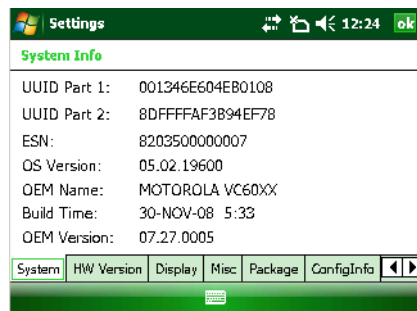 Settings 12:24 ok
System Info
UUID Part 1: 001346E604EB0108
UUID Part 2: 8DFFFFAF3B94EF78
ESN: 8203500000007
OS Version: 05.02.19600
OEM Name: MOTOROLA VC60XX
Build Time: 30-NOV-08 5:33
OEM Version: 07.27.0005
System HW Version Display Misc Package ConfigInfo